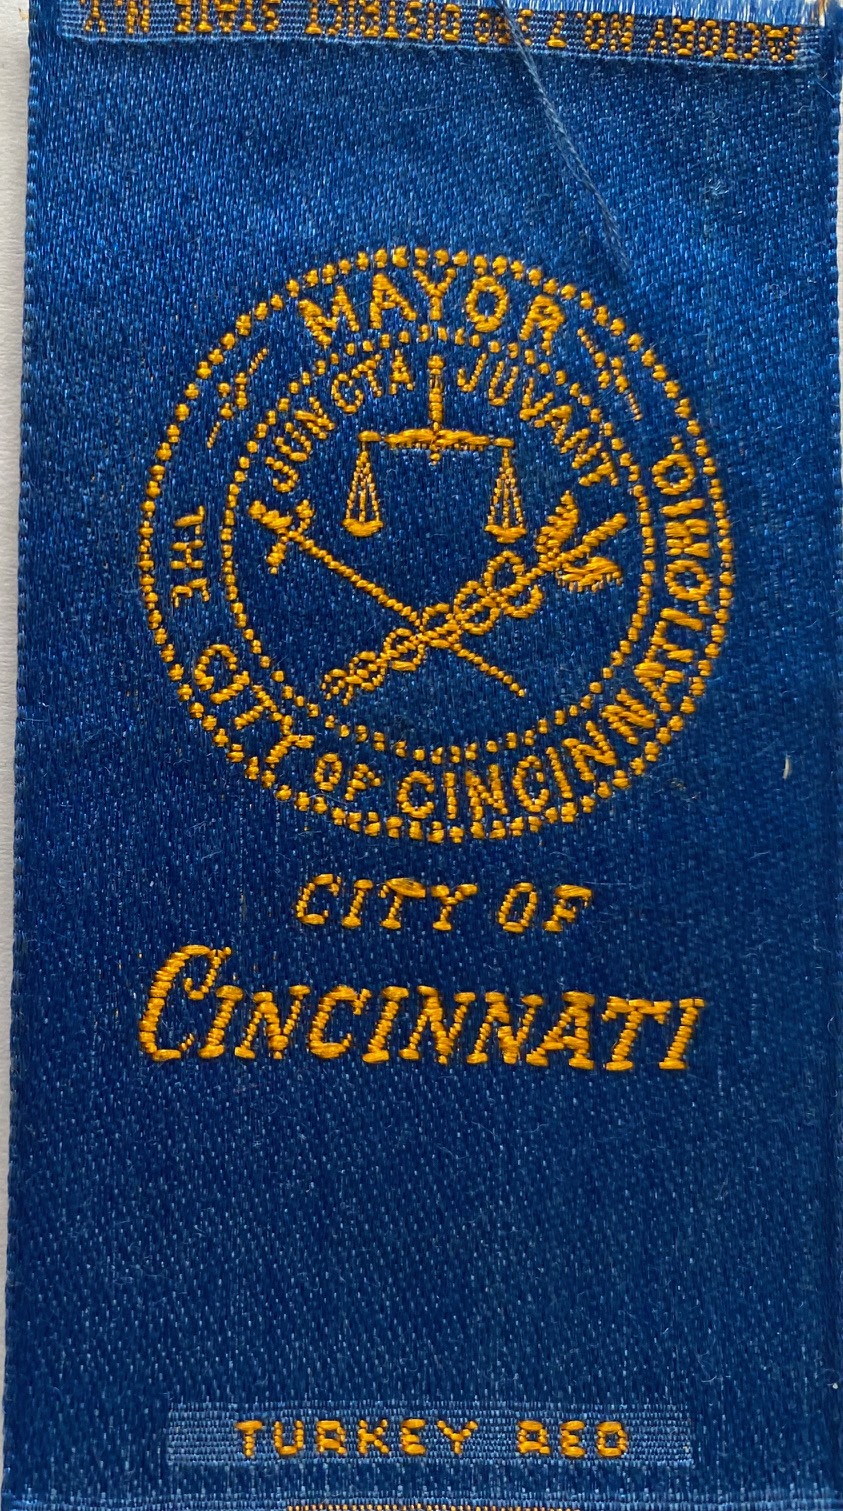 FACTORY NO.7 3RD DISTRICT STATE N.Y.
MAYOR
JUNCTA JUVANT
THE CITY OF CINCINNATI, OHIO.
CITY OF
CINCINNATI
TURKEY RED